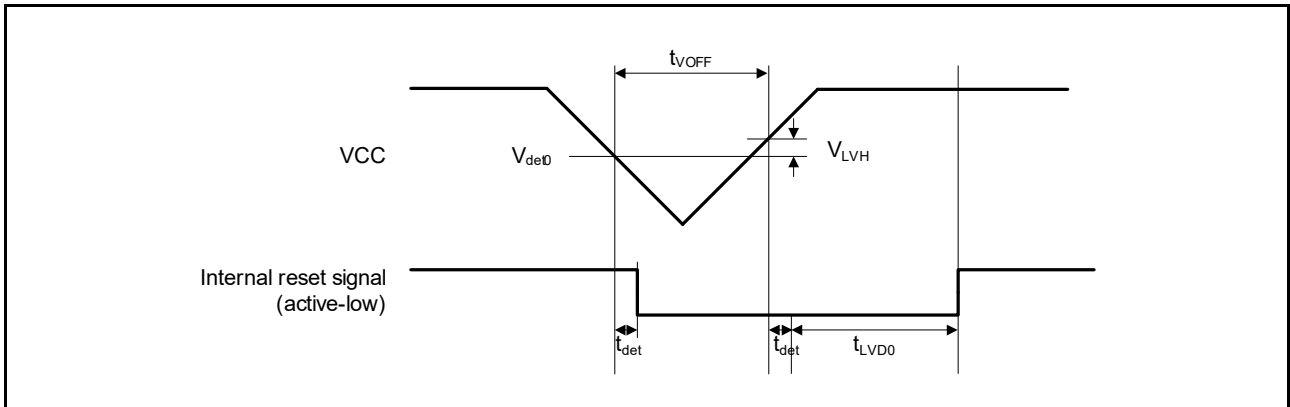 tVOFF
VCC
Vdet0
VLVH
Internal reset signal
(active-low)
tdet
tdet
tLVD0